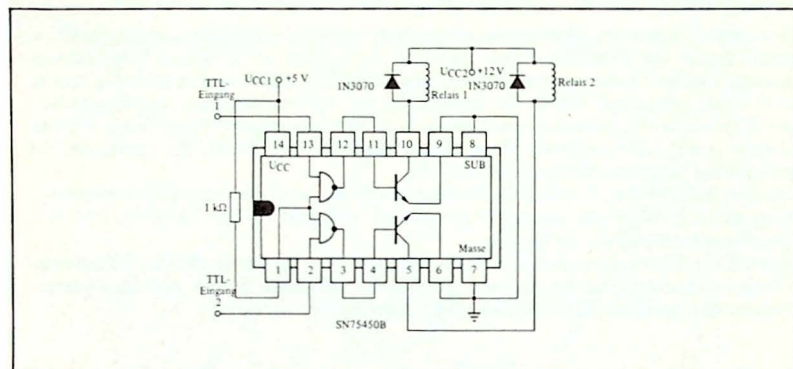 TTL-
Eingang
1
UCC1
+5 V
1N3070
Relais 1
UCC2
+12V
1N3070
Relais 2
14
13
12
11
10
9
8
UCC
SUB
1 kΩ
Masse
1
2
3
4
5
6
7
TTL-
Eingang
2
SN75450B